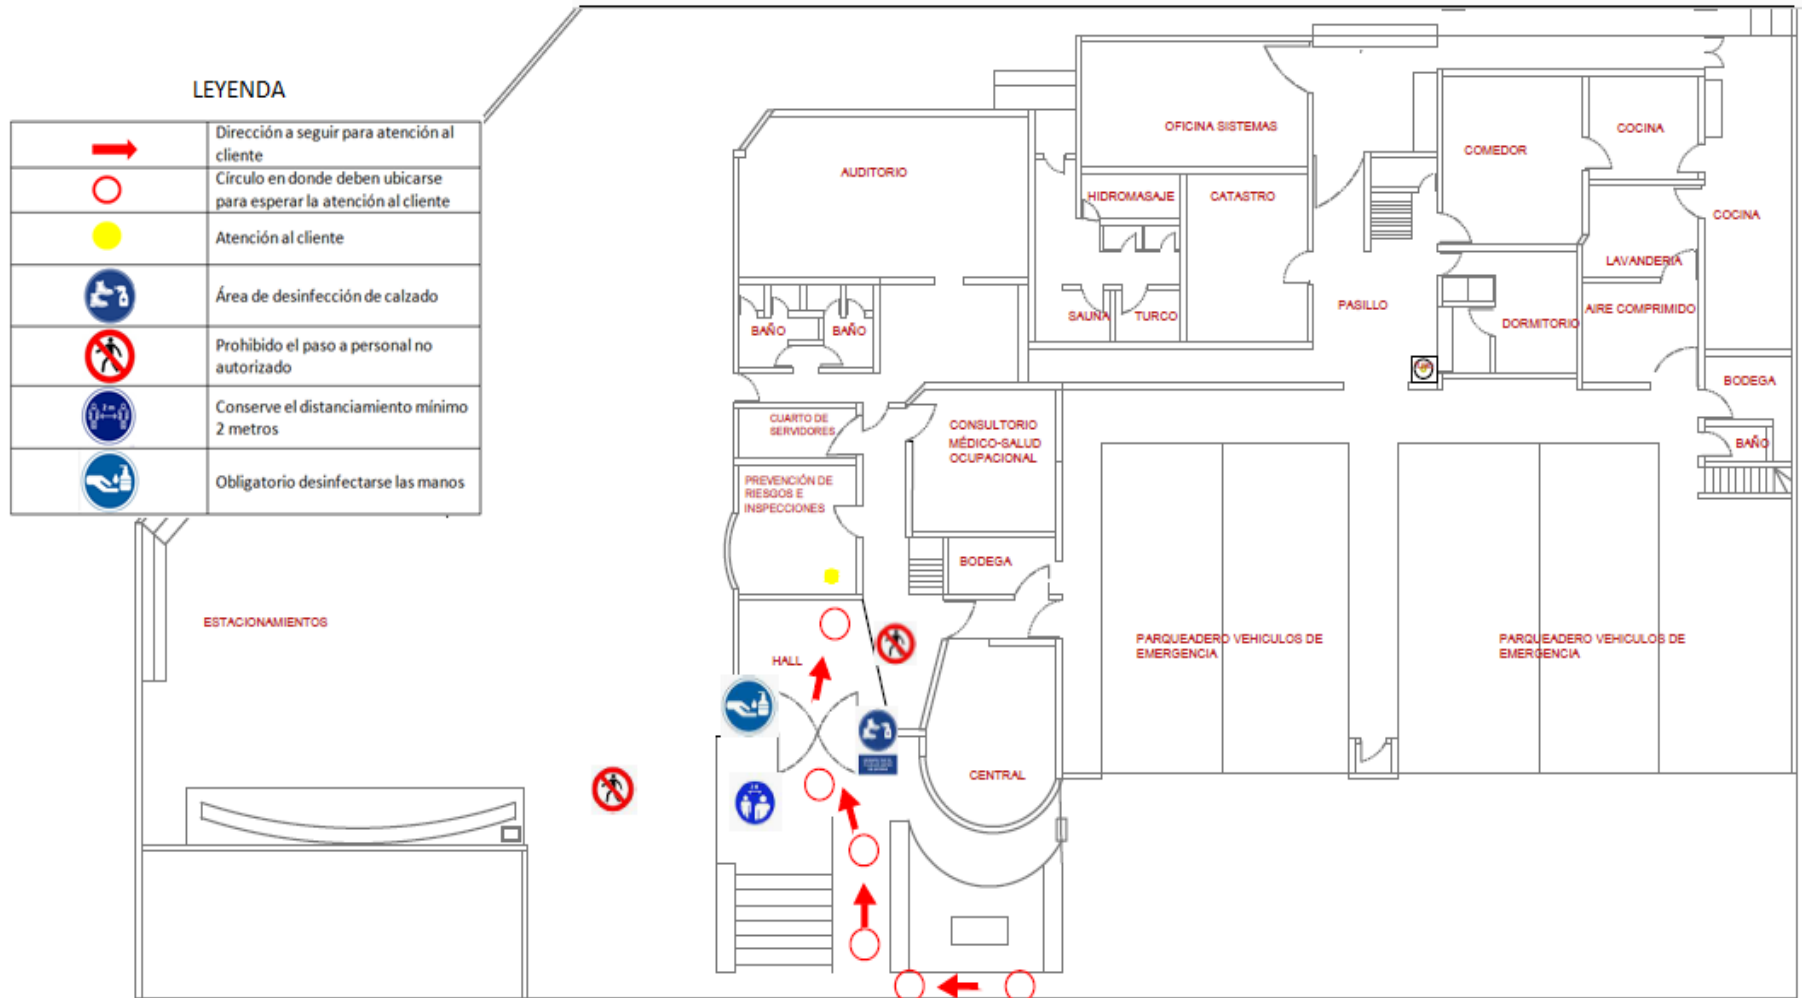 LEYENDA
Dirección a seguir para atención al
cliente
Círculo en donde deben ubicarse
para esperar la atención al cliente
Atención al cliente
Área de desinfección de calzado
Prohibido el paso a personal no
autorizado
2 m
Conserve el distanciamiento mínimo
2 metros
Obligatorio desinfectarse las manos
OFICINA SISTEMAS
COCINA
COMEDOR
AUDITORIO
HIDROMASAJE
CATASTRO
COCINA
LAVANDERIA
PASILLO
AIRE COMPRIMIDO
SAUNA
TURCO
DORMITORIO
BAÑO
BAÑO
BODEGA
CUARTO DE
SERVIDORES
CONSULTORIO
MÉDICO-SALUD
OCUPACIONAL
BAÑO
PREVENCIÓN DE
RIESGOS E
INSPECCIONES
BODEGA
ESTACIONAMIENTOS
PARQUEADERO VEHICULOS DE
EMERGENCIA
PARQUEADERO VEHICULOS DE
EMERGENCIA
HALL
CENTRAL